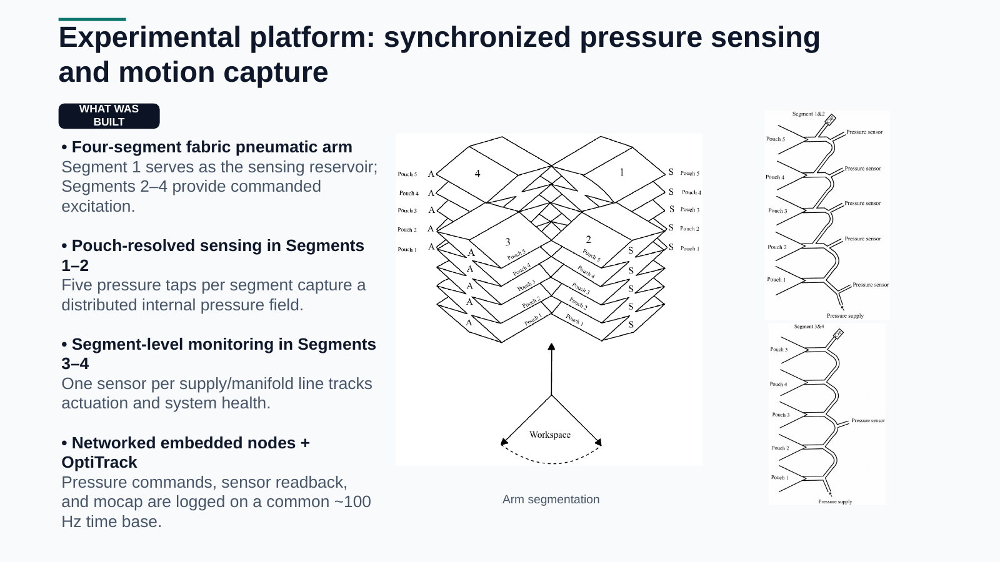 Experimental platform: synchronized pressure sensing
and motion capture
WHAT WAS
BUILT
• Four-segment fabric pneumatic arm
Segment 1 serves as the sensing reservoir;
Segments 2–4 provide commanded
excitation.
• Pouch-resolved sensing in Segments
1–2
Five pressure taps per segment capture a
distributed internal pressure field.
• Segment-level monitoring in Segments
3–4
One sensor per supply/manifold line tracks
actuation and system health.
• Networked embedded nodes +
OptiTrack
Pressure commands, sensor readback,
and mocap are logged on a common ~100
Hz time base.
4
1
Pouch 5 A
S Pouch 5
Pouch 4 A
S Pouch 4
Pouch 3 A
S Pouch 3
Pouch 2 A
S Pouch 2
Pouch 1 A
S Pouch 1
3
2
A
Pouch 5
Pouch 5
S
A
Pouch 4
Pouch 4
S
A
Pouch 3
Pouch 3
S
A
Pouch 2
Pouch 2
S
A
Pouch 1
Pouch 1
S
Workspace
Arm segmentation
Segment 1&2
Cap
Pouch 5
Pressure sensor
Pouch 4
Pressure sensor
Pouch 3
Pressure sensor
Pouch 2
Pressure sensor
Pouch 1
Pressure sensor
Pressure supply
Segment 3&4
Cap
Pouch 5
Pouch 4
Pouch 3
Pressure sensor
Pouch 2
Pouch 1
Pressure supply